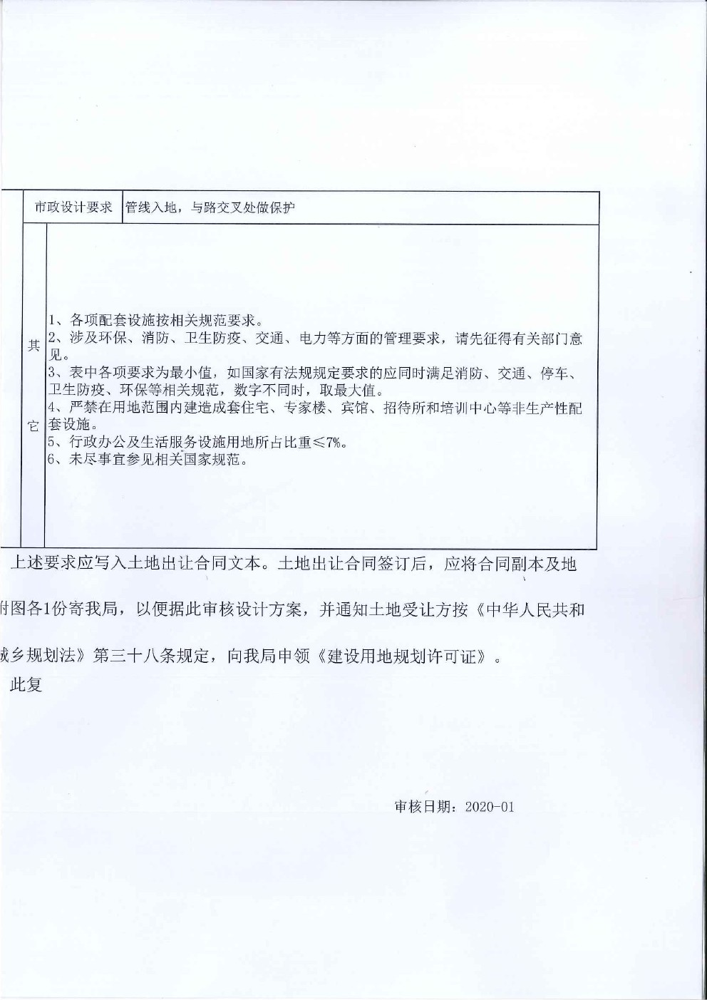 市政设计要求 管线入地，与路交叉处做保护
其它
1、各项配套设施按相关规范要求。
2、涉及环保、消防、卫生防疫、交通、电力等方面的管理要求，请先征得有关部门意
见。
3、表中各项要求为最小值，如国家有法规规定要求的应同时满足消防、交通、停车、
卫生防疫、环保等相关规范，数字不同时，取最大值。
4、严禁在用地范围内建造成套住宅、专家楼、宾馆、招待所和培训中心等非生产性配
套设施。
5、行政办公及生活服务设施用地所占比重≤7%。
6、未尽事宜参见相关国家规范。
上述要求应写入土地出让合同文本。土地出让合同签订后，应将合同副本及地
附图各1份寄我局，以便据此审核设计方案，并通知土地受让方按《中华人民共和
城乡规划法》第三十八条规定，向我局申领《建设用地规划许可证》。
此复
审核日期：2020-01